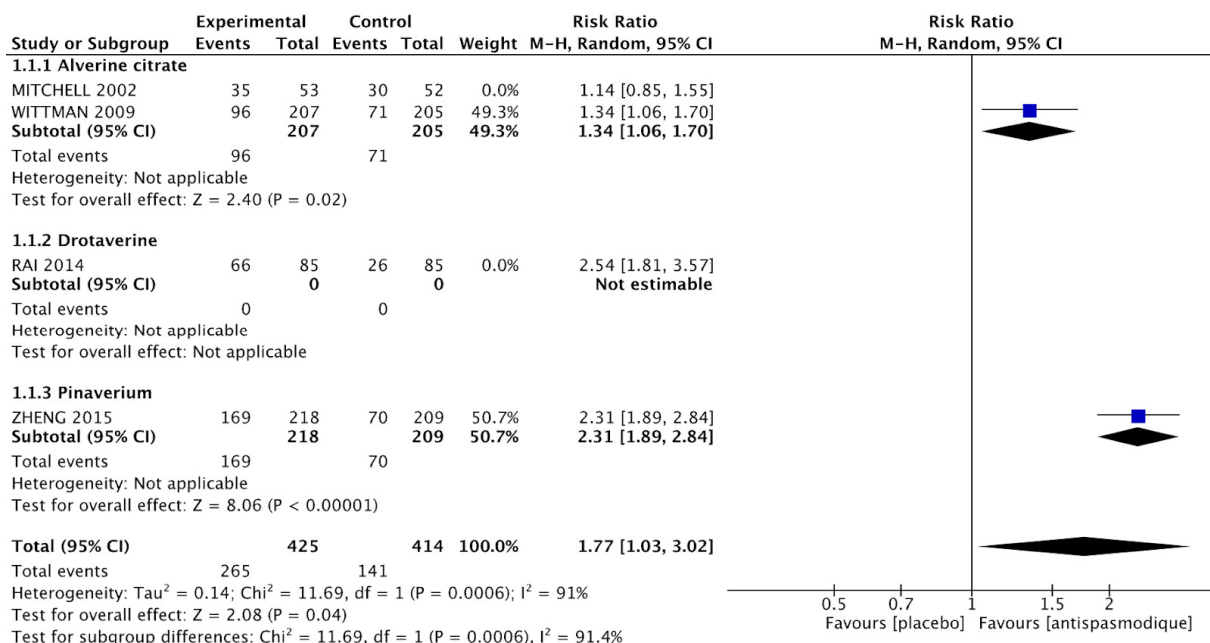 Experimental Control Risk Ratio Risk Ratio
Study or Subgroup Events Total Events Total Weight M-H, Random, 95% CI M-H, Random, 95% CI
1.1.1 Alverine citrate
MITCHELL 2002 35 53 30 52 0.0% 1.14 [0.85, 1.55]
WITTMAN 2009 96 207 71 205 49.3% 1.34 [1.06, 1.70]
Subtotal (95% CI) 207 205 49.3% 1.34 [1.06, 1.70]
Total events 96 71
Heterogeneity: Not applicable
Test for overall effect: Z = 2.40 (P = 0.02)
1.1.2 Drotaverine
RAI 2014 66 85 26 85 0.0% 2.54 [1.81, 3.57]
Subtotal (95% CI) 0 0 Not estimable
Total events 0 0
Heterogeneity: Not applicable
Test for overall effect: Not applicable
1.1.3 Pinaverium
ZHENG 2015 169 218 70 209 50.7% 2.31 [1.89, 2.84]
Subtotal (95% CI) 218 209 50.7% 2.31 [1.89, 2.84]
Total events 169 70
Heterogeneity: Not applicable
Test for overall effect: Z = 8.06 (P < 0.00001)
Total (95% CI) 425 414 100.0% 1.77 [1.03, 3.02]
Total events 265 141
Heterogeneity: Tau² = 0.14; Chi² = 11.69, df = 1 (P = 0.0006); I² = 91%
Test for overall effect: Z = 2.08 (P = 0.04)
Test for subgroup differences: Chi² = 11.69, df = 1 (P = 0.0006), I² = 91.4%
0.5 0.7 1 1.5 2
Favours [placebo] Favours [antispasmodique]